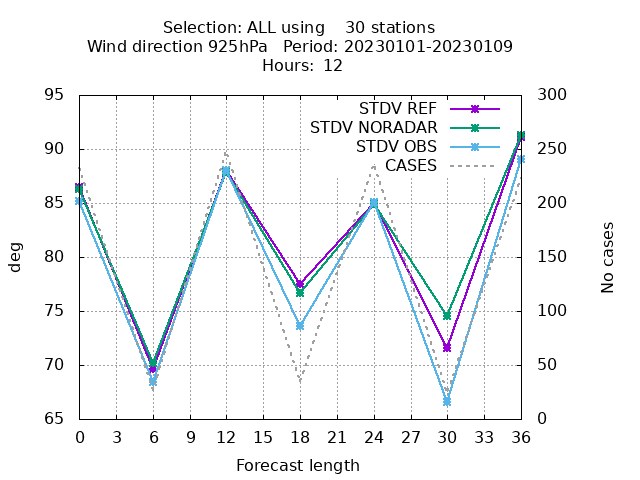 Selection: ALL using    30 stations
Wind direction 925hPa   Period: 20230101-20230109
Hours:  12
95 300
STDV REF
STDV NORADAR
90 250
STDV OBS
CASES
85 200
deg
80 150
No cases
75 100
70 50
65 0
0 3 6 9 12 15 18 21 24 27 30 33 36
Forecast length